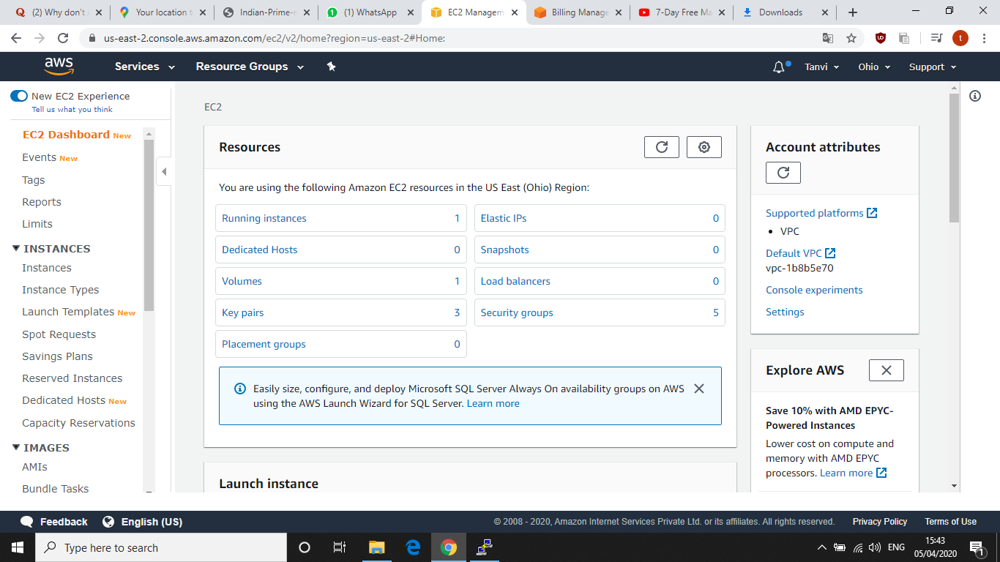 (2) Why don't
Your location t
Indian-Prime-r
(1) WhatsApp
EC2 Managem
Billing Manage
7-Day Free Ma
Downloads
us-east-2.console.aws.amazon.com/ec2/v2/home?region=us-east-2#Home:
t
aws
Services
Resource Groups
Tanvi
Ohio
Support
New EC2 Experience
Tell us what you think
EC2 Dashboard New
Events New
Tags
Reports
Limits
INSTANCES
Instances
Instance Types
Launch Templates New
Spot Requests
Savings Plans
Reserved Instances
Dedicated Hosts New
Capacity Reservations
IMAGES
AMIs
Bundle Tasks
EC2
Resources
You are using the following Amazon EC2 resources in the US East (Ohio) Region:
Running instances 1
Elastic IPs 0
Dedicated Hosts 0
Snapshots 0
Volumes 1
Load balancers 0
Key pairs 3
Security groups 5
Placement groups 0
Easily size, configure, and deploy Microsoft SQL Server Always On availability groups on AWS
using the AWS Launch Wizard for SQL Server. Learn more
Launch instance
Account attributes
Supported platforms
• VPC
Default VPC
vpc-1b8b5e70
Console experiments
Settings
Explore AWS
Save 10% with AMD EPYC-
Powered Instances
Lower cost on compute and
memory with AMD EPYC
processors. Learn more
Feedback
English (US)
© 2008 - 2020, Amazon Internet Services Private Ltd. or its affiliates. All rights reserved.
Privacy Policy
Terms of Use
Type here to search
ENG
15:43
05/04/2020
1